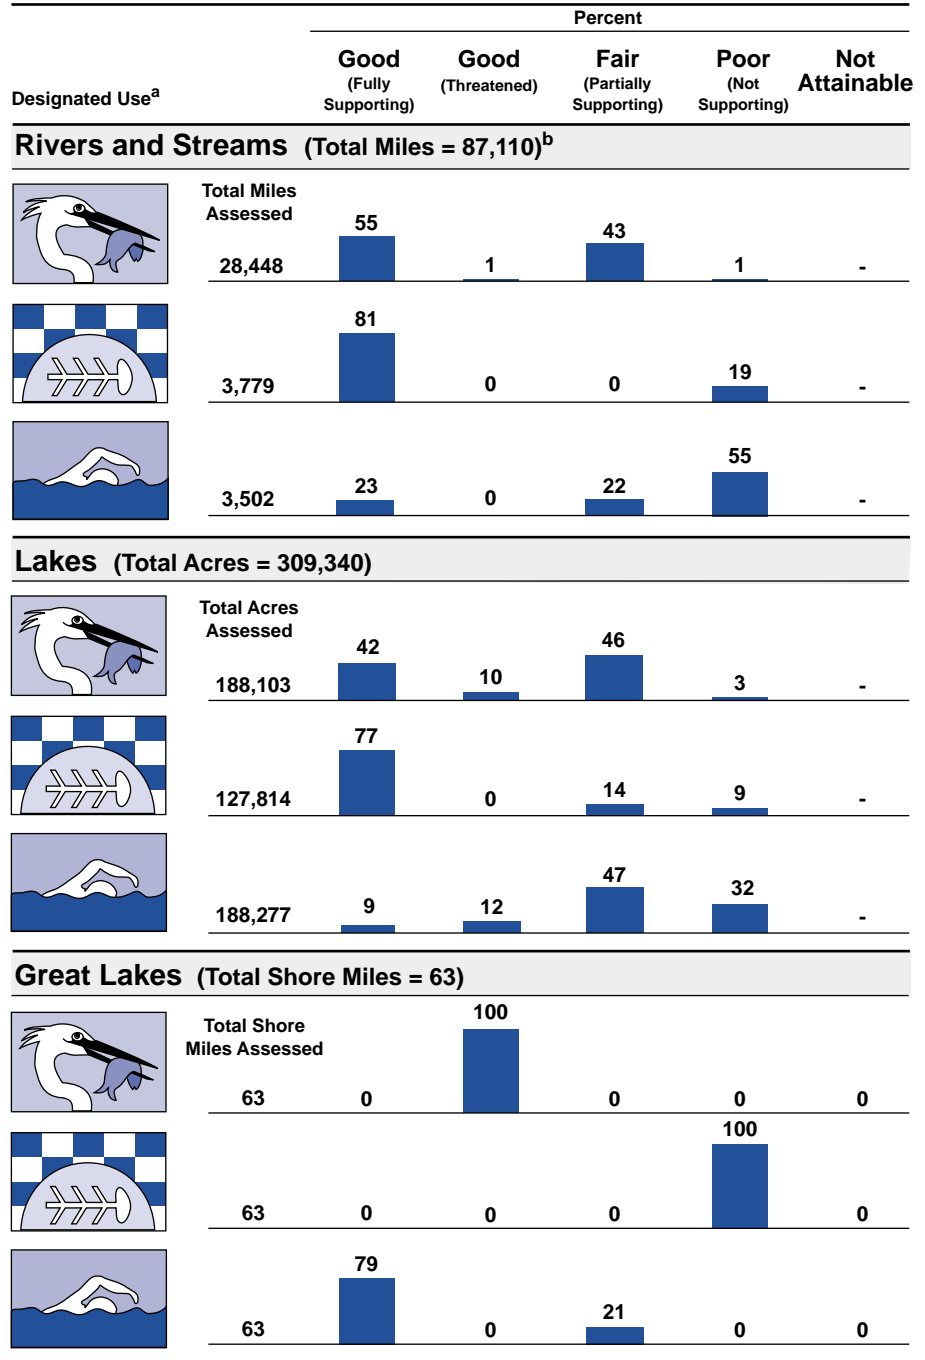 Percent
Designated Useᵃ
Good (Fully Supporting)
Good (Threatened)
Fair (Partially Supporting)
Poor (Not Supporting)
Not Attainable
Rivers and Streams (Total Miles = 87,110)ᵇ
Total Miles Assessed
28,448 55 1 43 1 -
3,779 81 0 0 19 -
3,502 23 0 22 55 -
Lakes (Total Acres = 309,340)
Total Acres Assessed
188,103 42 10 46 3 -
127,814 77 0 14 9 -
188,277 9 12 47 32 -
Great Lakes (Total Shore Miles = 63)
Total Shore Miles Assessed
63 0 100 0 0 0
63 0 0 0 100 0
63 79 0 21 0 0